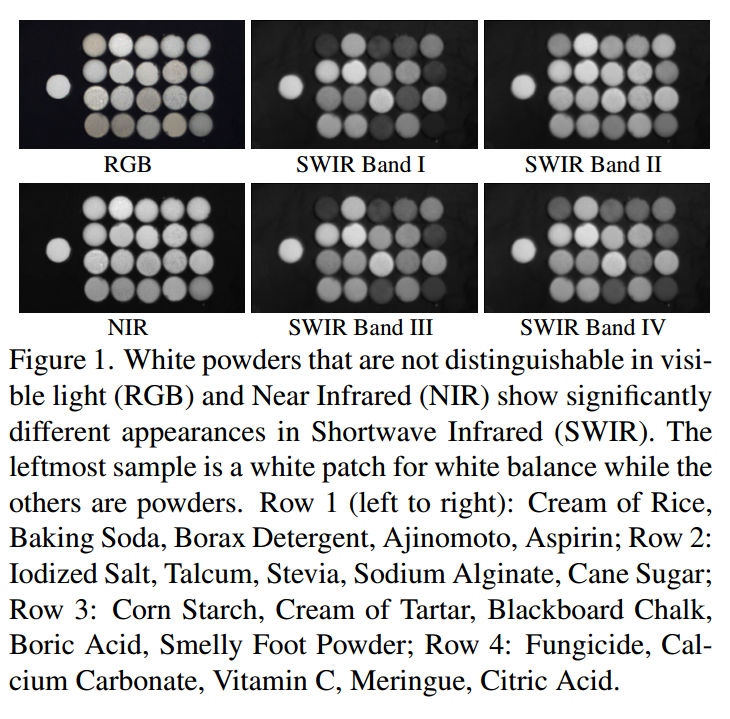 RGB
SWIR Band I
SWIR Band II
NIR
SWIR Band III
SWIR Band IV
Figure 1. White powders that are not distinguishable in visi-
ble light (RGB) and Near Infrared (NIR) show significantly
different appearances in Shortwave Infrared (SWIR). The
leftmost sample is a white patch for white balance while the
others are powders. Row 1 (left to right): Cream of Rice,
Baking Soda, Borax Detergent, Ajinomoto, Aspirin; Row 2:
Iodized Salt, Talcum, Stevia, Sodium Alginate, Cane Sugar;
Row 3: Corn Starch, Cream of Tartar, Blackboard Chalk,
Boric Acid, Smelly Foot Powder; Row 4: Fungicide, Cal-
cium Carbonate, Vitamin C, Meringue, Citric Acid.